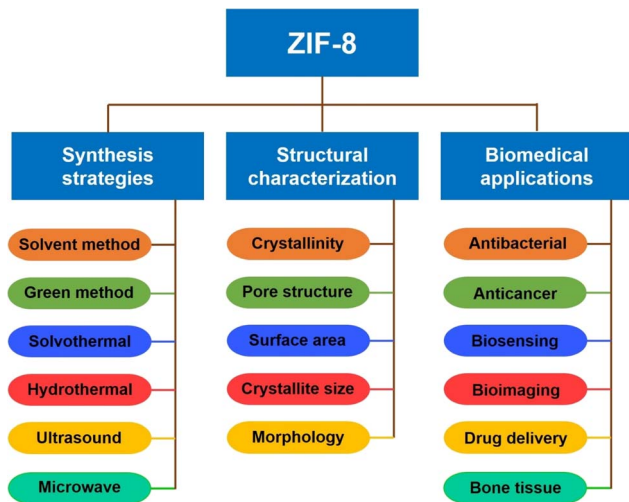 ZIF-8
Synthesis
strategies
Solvent method
Green method
Solvothermal
Hydrothermal
Ultrasound
Microwave
Structural
characterization
Crystallinity
Pore structure
Surface area
Crystallite size
Morphology
Biomedical
applications
Antibacterial
Anticancer
Biosensing
Bioimaging
Drug delivery
Bone tissue